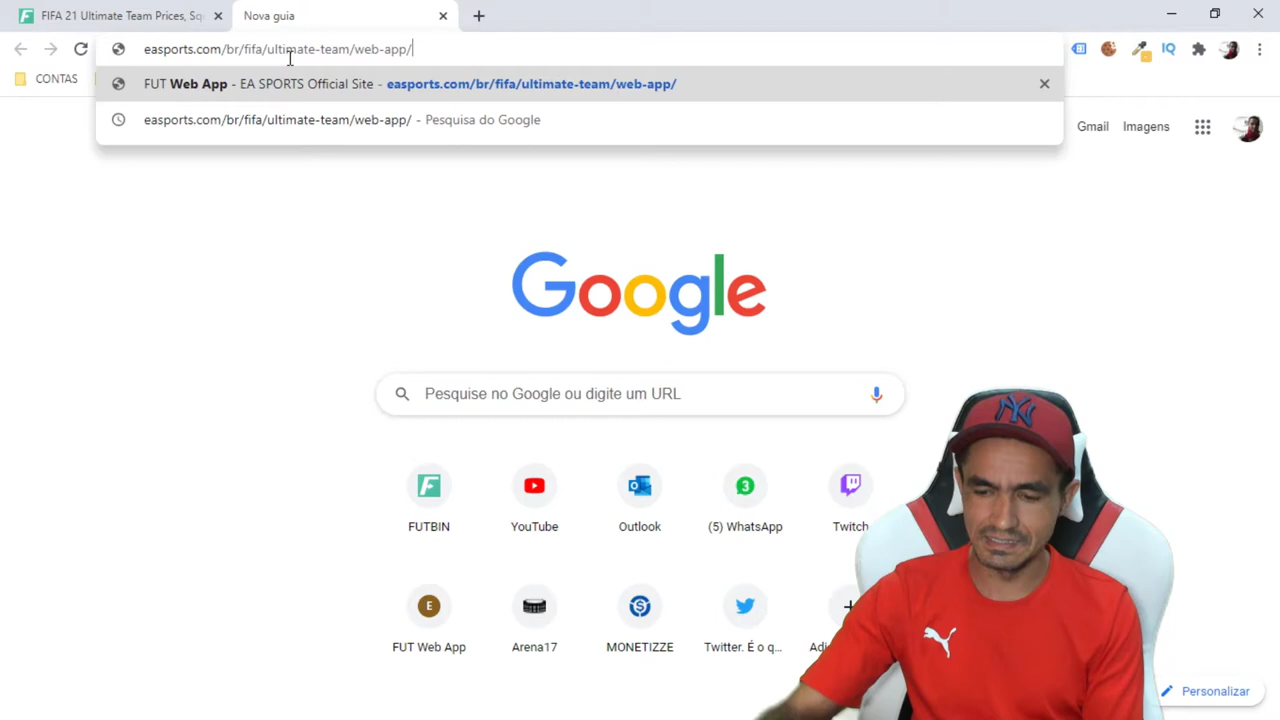 FIFA 21 Ultimate Team Prices, Sq
Nova guia
easports.com/br/fifa/ultimate-team/web-app/
FUT Web App - EA SPORTS Official Site - easports.com/br/fifa/ultimate-team/web-app/
easports.com/br/fifa/ultimate-team/web-app/ - Pesquisa do Google
IQ
CONTAS
Gmail Imagens
Google
Pesquise no Google ou digite um URL
FUTBIN YouTube Outlook (5) WhatsApp Twitch
FUT Web App Arena17 MONETIZZE Twitter. É o q...
Personalizar
NY
PUMA